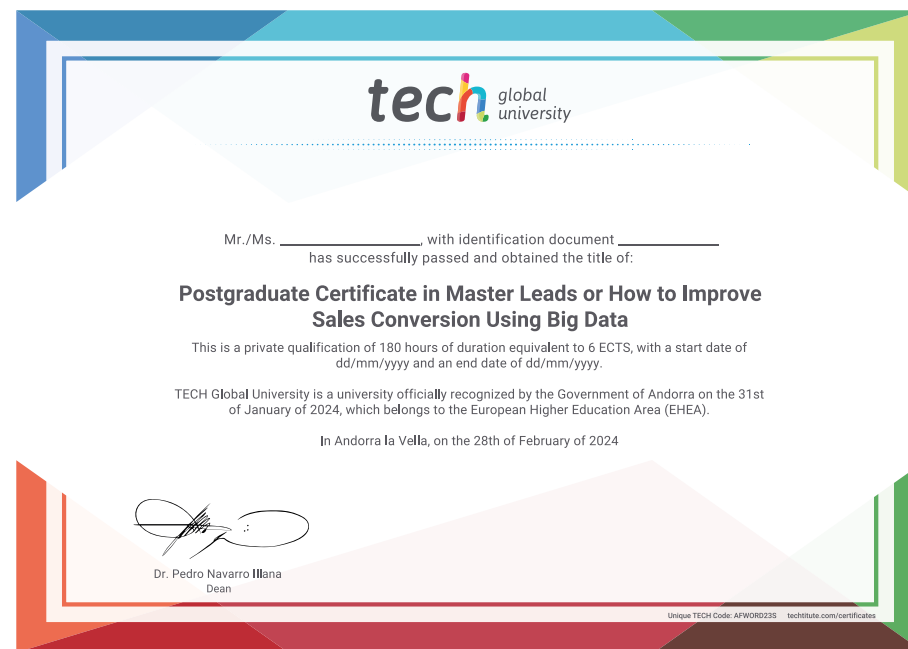 tech global university
Mr./Ms. ____________________, with identification document ______________
has successfully passed and obtained the title of:
Postgraduate Certificate in Master Leads or How to Improve
Sales Conversion Using Big Data
This is a private qualification of 180 hours of duration equivalent to 6 ECTS, with a start date of
dd/mm/yyyy and an end date of dd/mm/yyyy.
TECH Global University is a university officially recognized by the Government of Andorra on the 31st
of January of 2024, which belongs to the European Higher Education Area (EHEA).
In Andorra la Vella, on the 28th of February of 2024
Dr. Pedro Navarro Illana
Dean
Unique TECH Code: AFWORD23S techtitute.com/certificates